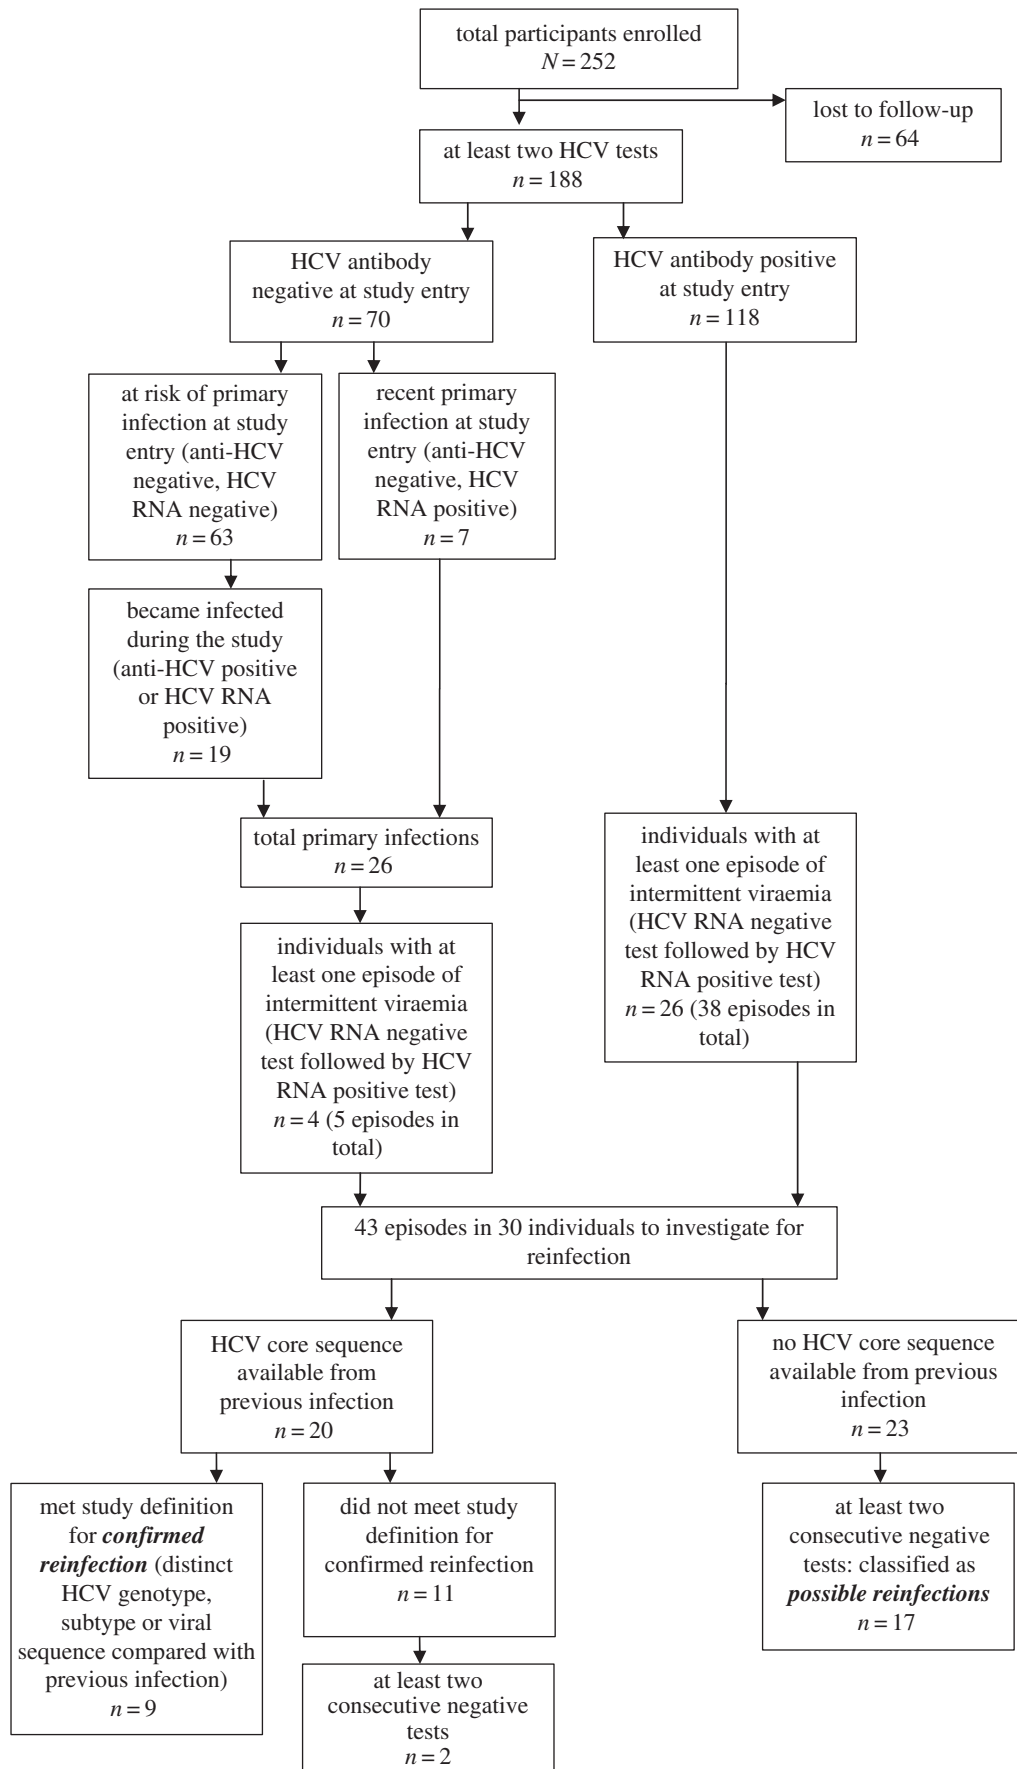 total participants enrolled
N = 252
lost to follow-up
n = 64
at least two HCV tests
n = 188
HCV antibody
negative at study entry
n = 70
HCV antibody positive
at study entry
n = 118
at risk of primary
infection at study
entry (anti-HCV
negative, HCV
RNA negative)
n = 63
recent primary
infection at study
entry (anti-HCV
negative, HCV
RNA positive)
n = 7
became infected
during the study
(anti-HCV positive
or HCV RNA
positive)
n = 19
total primary infections
n = 26
individuals with at
least one episode of
intermittent viraemia
(HCV RNA negative
test followed by HCV
RNA positive test)
n = 26 (38 episodes in
total)
individuals with at
least one episode of
intermittent viraemia
(HCV RNA negative
test followed by HCV
RNA positive test)
n = 4 (5 episodes in
total)
43 episodes in 30 individuals to investigate for
reinfection
HCV core sequence
available from
previous infection
n = 20
no HCV core sequence
available from previous
infection
n = 23
met study definition
for confirmed
reinfection (distinct
HCV genotype,
subtype or viral
sequence compared with
previous infection)
n = 9
did not meet study
definition for
confirmed reinfection
n = 11
at least two
consecutive negative
tests: classified as
possible reinfections
n = 17
at least two
consecutive negative
tests
n = 2